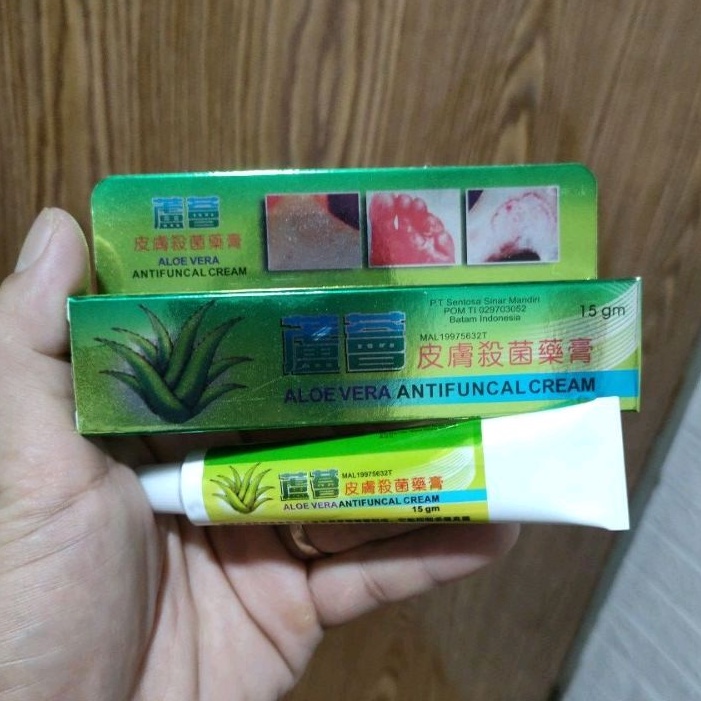 蘆薈
皮膚殺菌藥膏
ALOE VERA
ANTIFUNCAL CREAM
P.T Sentosa Sinar Mandiri
POM TI 029703052
Batam Indonesia
15 gm
蘆薈
MAL19975632T
皮膚殺菌藥膏
ALOE VERA ANTIFUNCAL CREAM
蘆薈
MAL19975632T
皮膚殺菌藥膏
ALOE VERA ANTIFUNCAL CREAM
15 gm